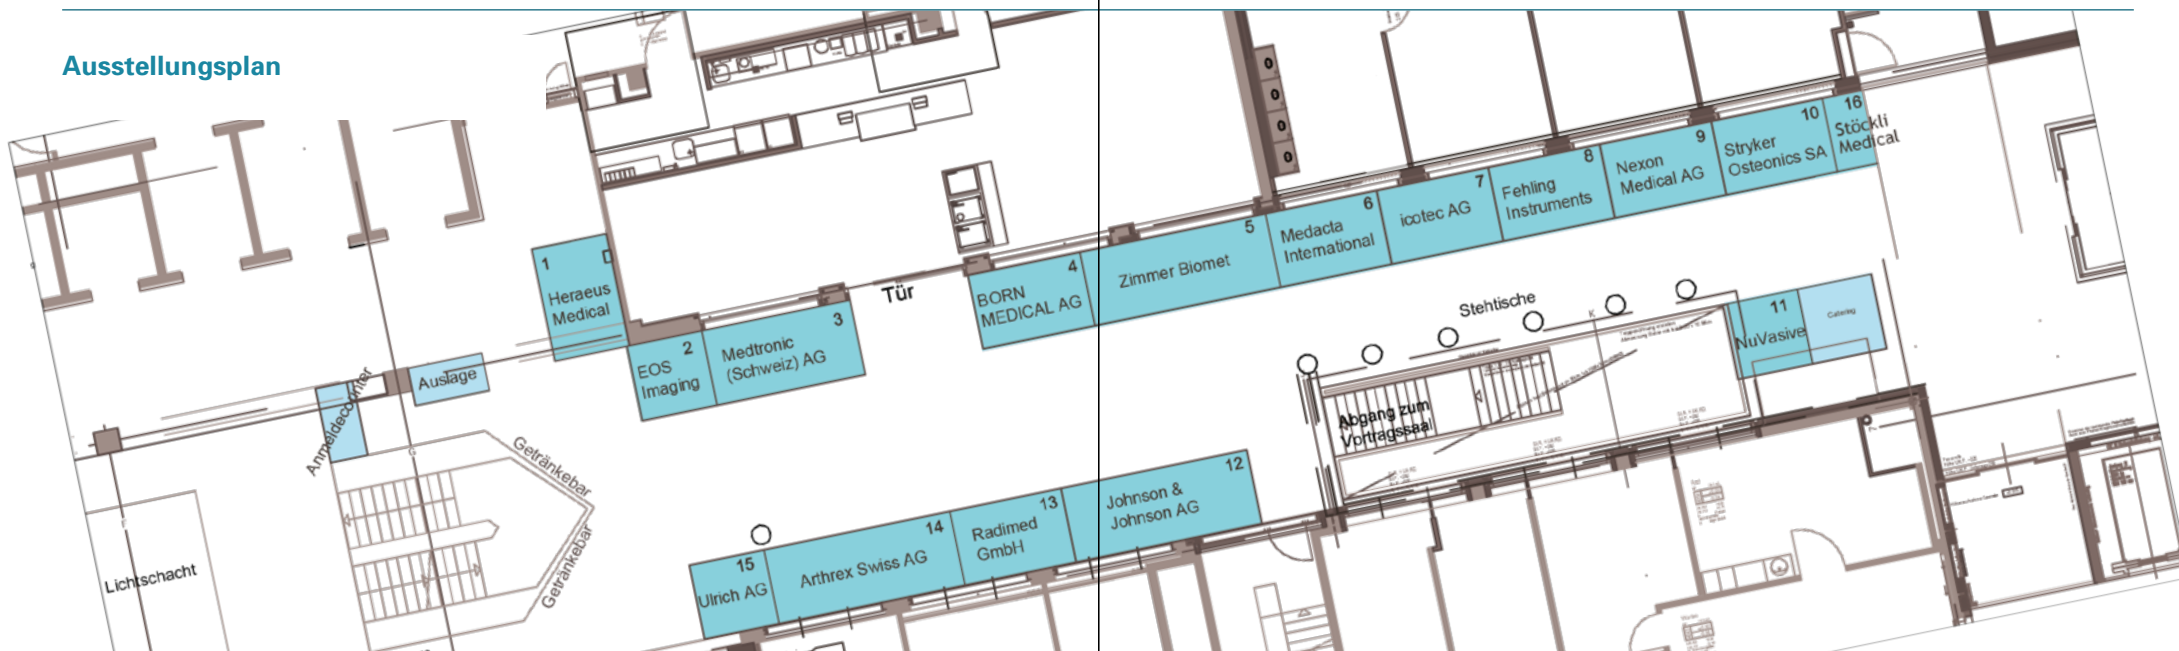 Ausstellungsplan
1
Heraeus
Medical
2
EOS
Imaging
3
Medtronic
(Schweiz) AG
Tür
4
BORN
MEDICAL AG
5
Zimmer Biomet
6
Medacta
International
7
icotec AG
8
Fehling
Instruments
9
Nexon
Medical AG
10
Stryker
Osteonics SA
16
Stöckli
Medical
Stehtische
K
11
NuVasive
Catering
Abgang zum
Vortragssaal
Anmeldecounter
Auslage
G
Getränkebar
Getränkebar
F
Lichtschacht
12
Johnson &
Johnson AG
13
Radimed
GmbH
14
Arthrex Swiss AG
15
Ulrich AG